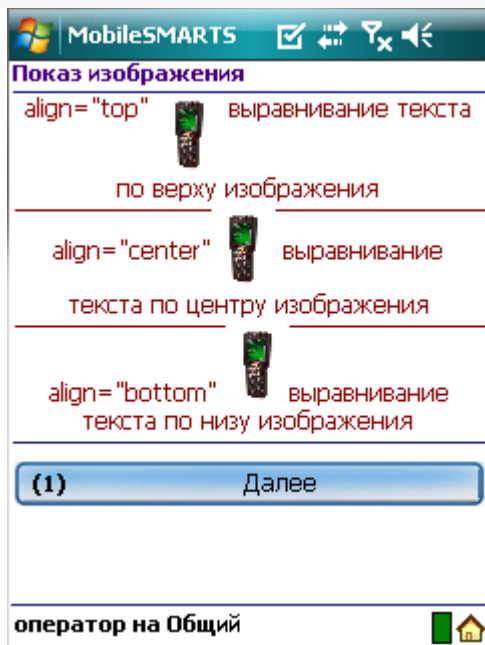 MobileSMARTS
Показ изображения
align="top" выравнивание текста
по верху изображения
align="center" выравнивание
текста по центру изображения
align="bottom" выравнивание
текста по низу изображения
(1) Далее
оператор на Общий